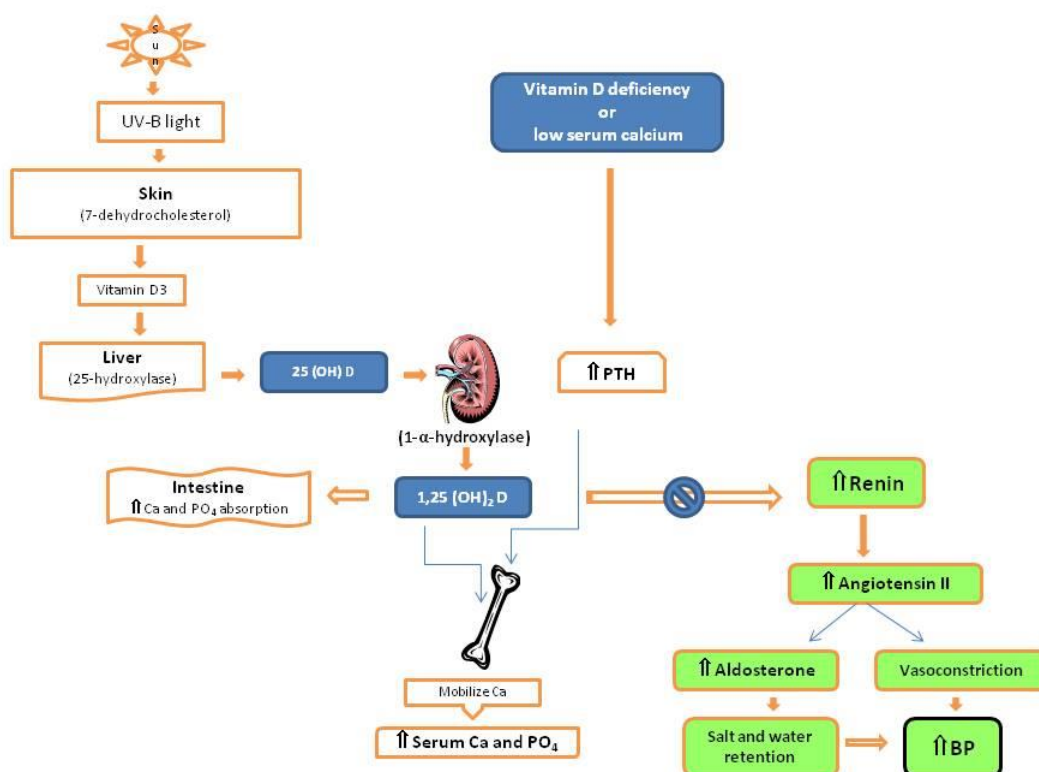 Sun
UV-B light
Skin
(7-dehydrocholesterol)
Vitamin D3
Liver
(25-hydroxylase)
25 (OH) D
(1-α-hydroxylase)
1,25 (OH)₂ D
Intestine
⇑ Ca and PO₄ absorption
Vitamin D deficiency
or
low serum calcium
⇑ PTH
Mobilize Ca
⇑ Serum Ca and PO₄
⇑ Renin
⇑ Angiotensin II
⇑ Aldosterone
Vasoconstriction
Salt and water
retention
⇑ BP